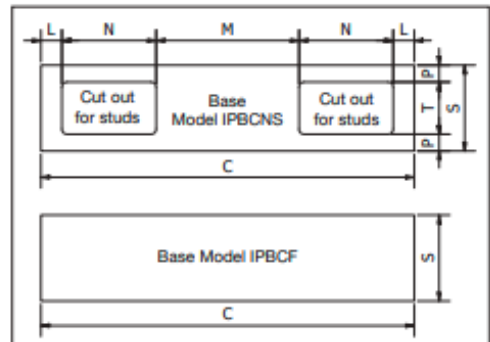 L N M N L
Cut out
for studs
Base
Model IPBCNS
Cut out
for studs
P
T
S
P
C
Base Model IPBCF
S
C